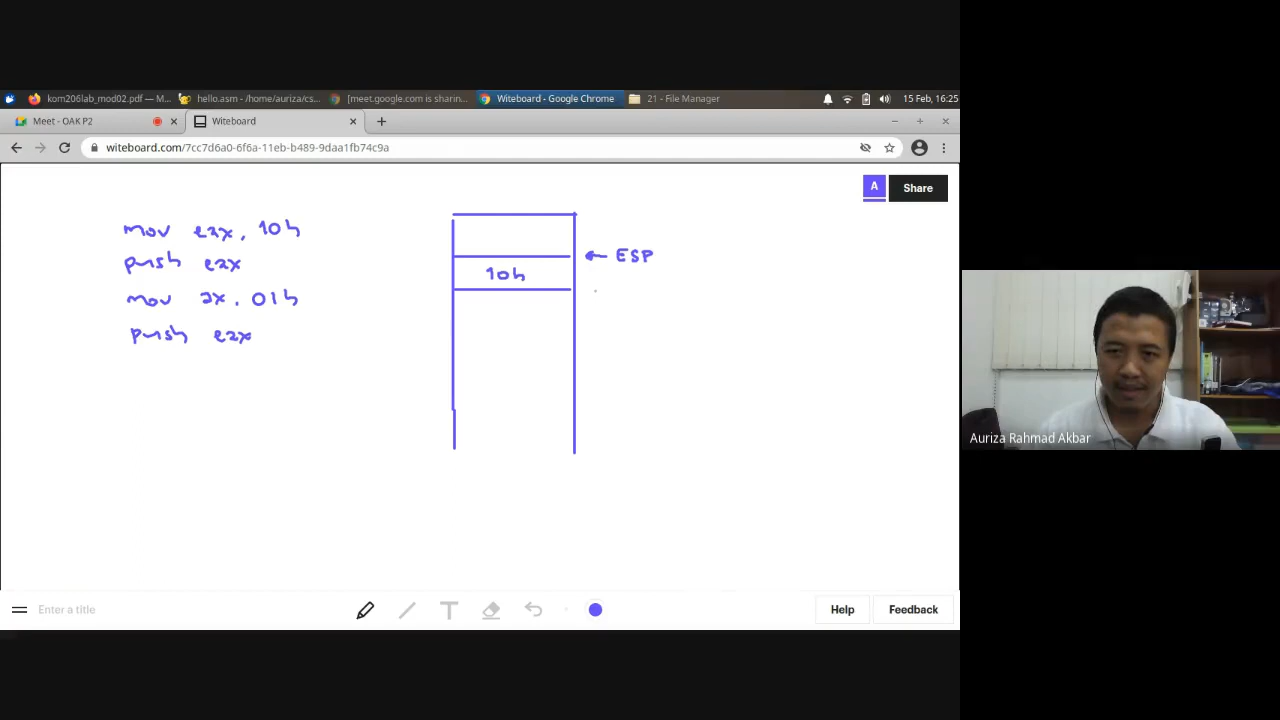 kom206lab_mod02.pdf — M...
hello.asm - /home/auriza/cs...
[meet.google.com is sharin...
Witeboard - Google Chrome
21 - File Manager
15 Feb, 16:25
Meet - OAK P2
Witeboard
witeboard.com/7cc7d6a0-6f6a-11eb-b489-9daa1fb74c9a
A
Share
mov eax, 10h
push eax
mov ax, 01h
push eax
ESP
10h
Auriza Rahmad Akbar
Enter a title
T
Help
Feedback